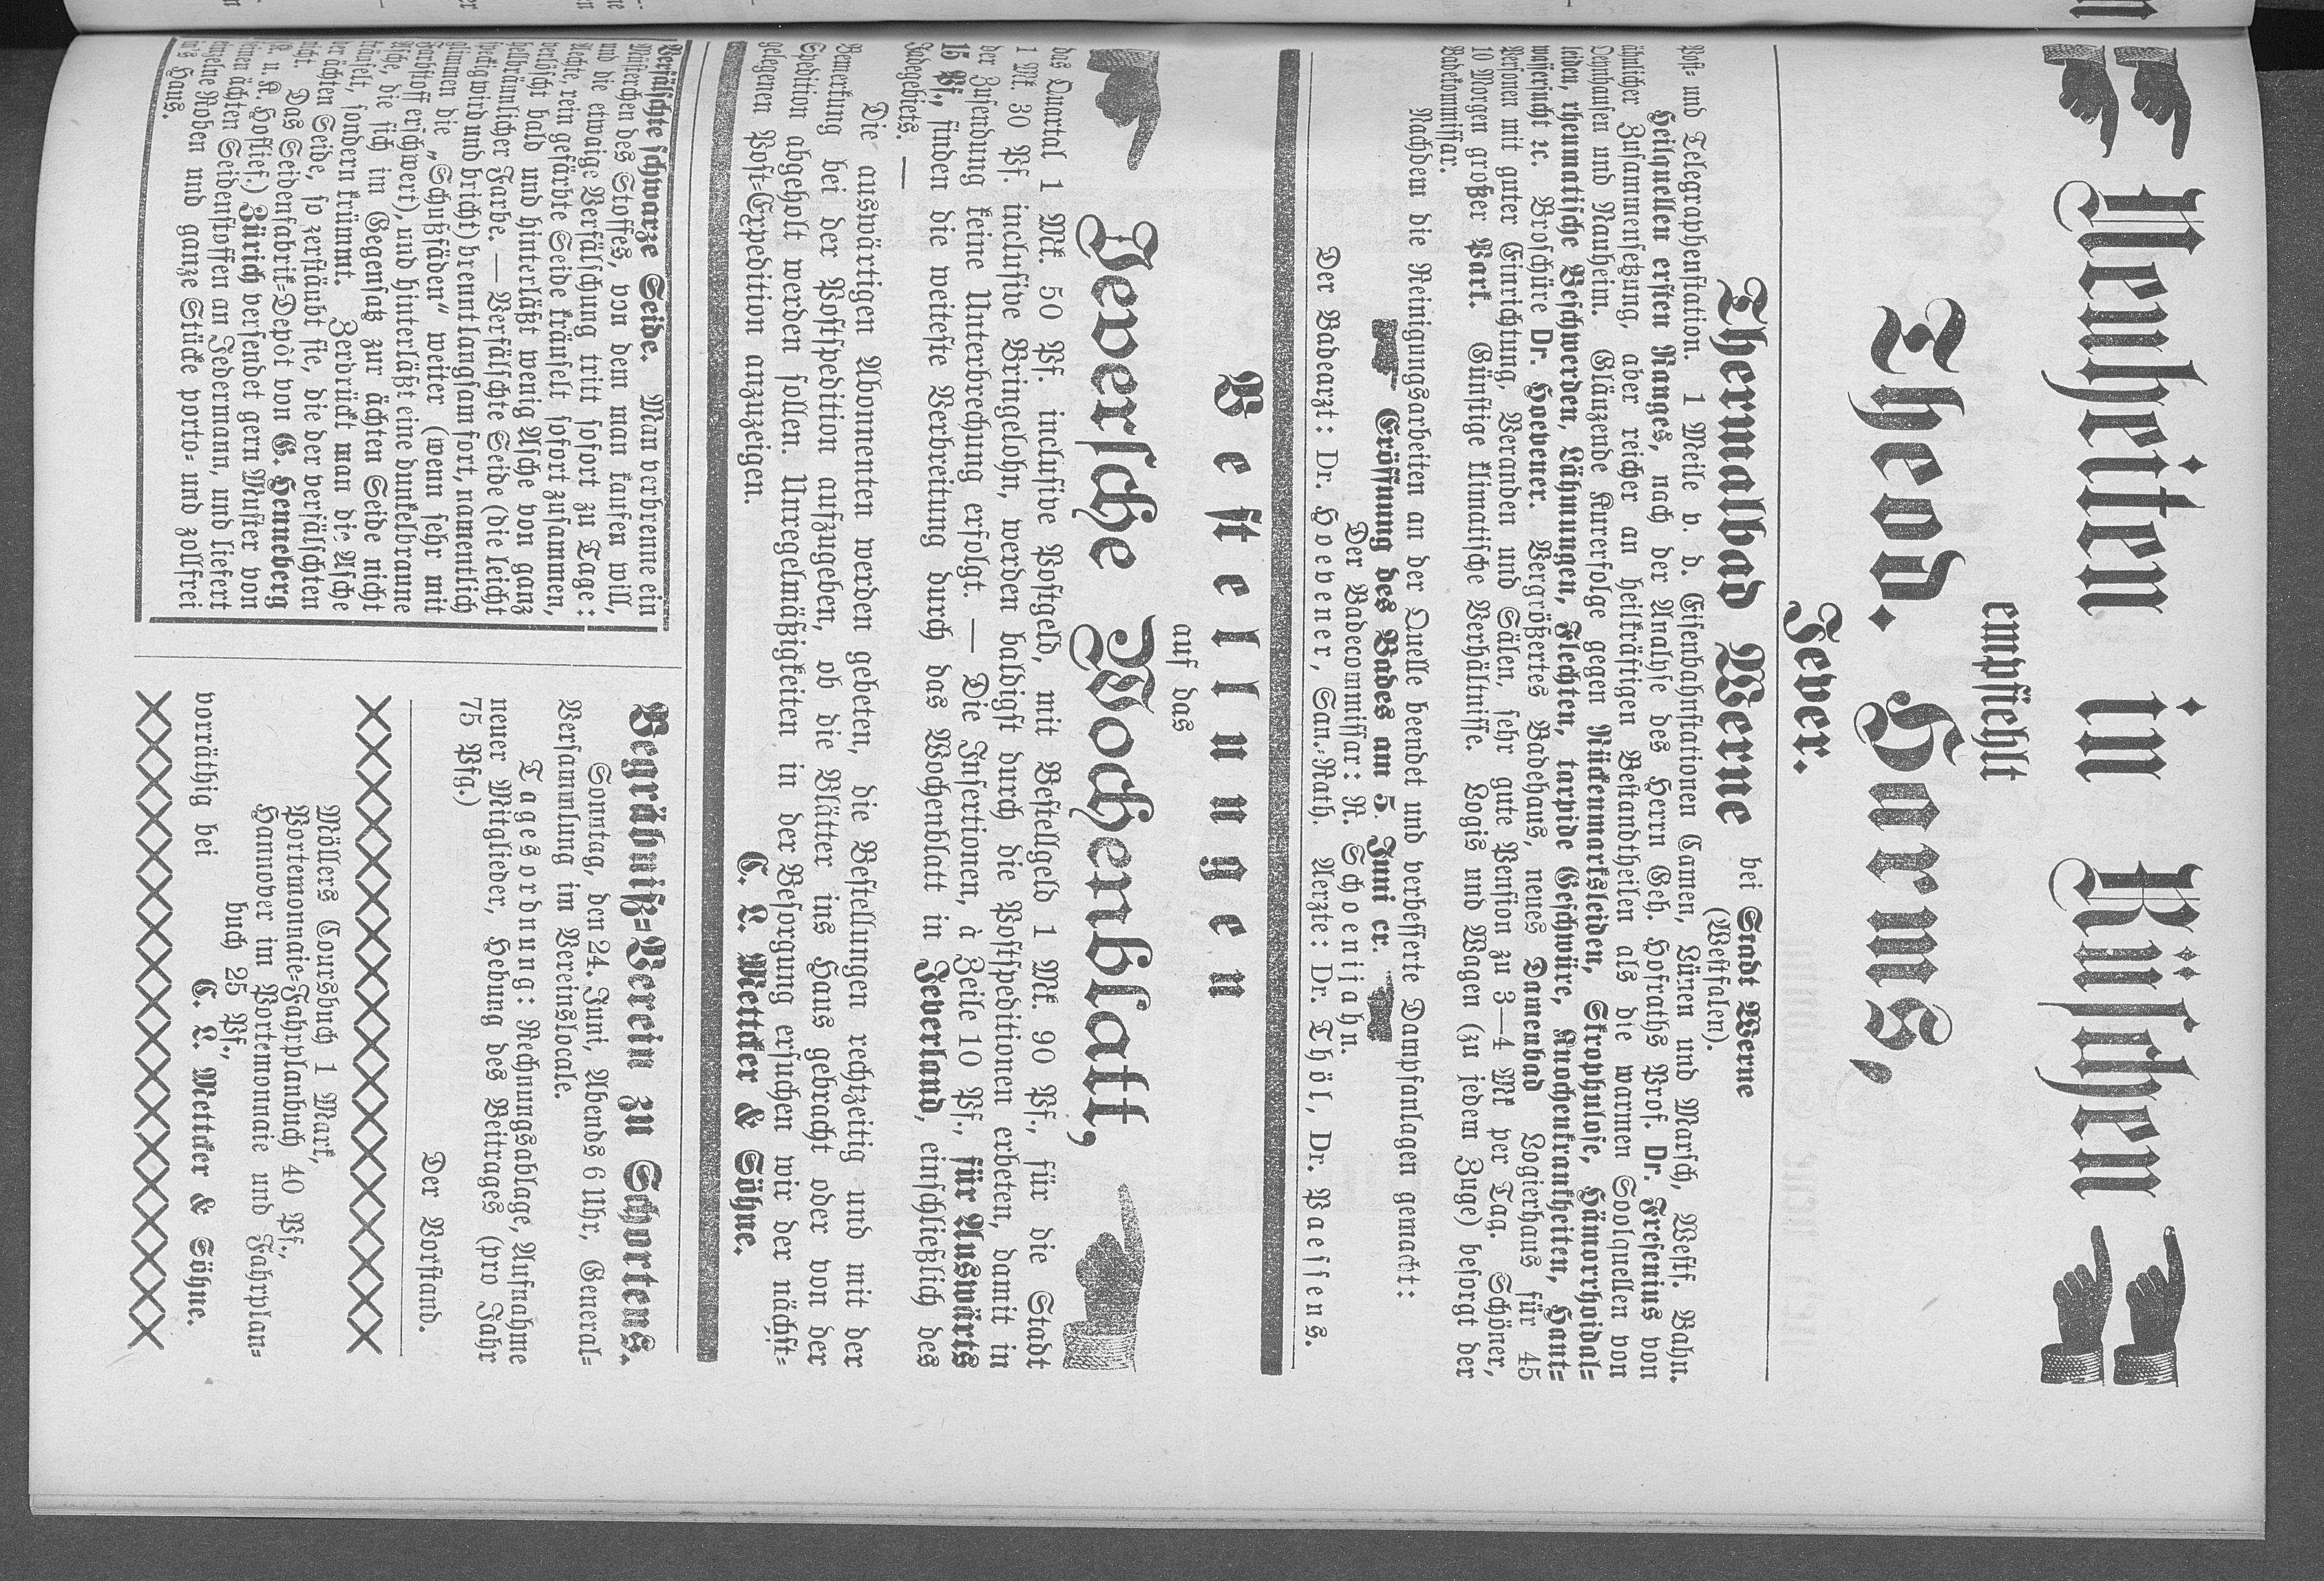 Neuheiten in Rüschen
empfiehlt
Theod. Harms,
Jever.
Thermalbad Werne bei Stadt Werne
(Westfalen).
Post= und Telegraphenstation. 1 Meile v. d. Eisenbahnstationen Camen, Lünen und Marsch, Westf. Bahn.
Heilquellen ersten Ranges, nach der Analyse des Herrn Geh. Hofraths Prof. Dr. Fresenius von
ähnlicher Zusammensetzung, aber reicher an heilkräftigen Bestandtheilen als die warmen Soolquellen von
Oeynhausen und Nauheim. Glänzende Kurerfolge gegen Rückenmarksleiden, Skrophulose, Hämorrhoidal=
leiden, rheumatische Beschwerden, Lähmungen, Flechten, tarpide Geschwüre, Knochenkrankheiten, Haut=
wassersucht ꝛc. Broschüre Dr. Hoevener. Vergrößertes Badehaus, neues Damenbad Logierhaus für 45
Personen mit guter Einrichtung, Veranden und Sälen, sehr gute Pension zu 3—4 Mk per Tag. Schöner,
10 Morgen großer Park. Günstige klimatische Verhältnisse. Logis und Wagen (zu jedem Zuge) besorgt der
Badekommissar.
Nachdem die Reinigungsarbeiten an der Quelle beendet und verbesserte Dampfanlagen gemacht:
Eröffnung des Bades am 5. Juni cr.
Der Badecommissar: R. Schoenijahn.
Der Badearzt: Dr. Hoevener, San.=Rath. Aerzte: Dr. Thöl, Dr. Paessens.
Bestellungen
auf das
Jeversche Wochenblatt,
das Quartal 1 Mk. 50 Pf. inclusive Postgeld, mit Bestellgeld 1 Mk. 90 Pf., für die Stadt
1 Mk. 30 Pf. inclusive Bringelohn, werden baldigst durch die Postspeditionen erbeten, damit in
der Zusendung keine Unterbrechung erfolgt. — Die Insertionen, à Zeile 10 Pf., für Auswärts
15 Pf., finden die weiteste Verbreitung durch das Wochenblatt in Jeverland, einschließlich des
Jadegebiets. —
Die auswärtigen Abonnenten werden gebeten, die Bestellungen rechtzeitig und mit der
Bemerkung bei der Postspedition aufzugeben, ob die Blätter ins Haus gebracht oder von der
Spedition abgeholt werden sollen. Unregelmäßigkeiten in der Besorgung ersuchen wir der nächst=
gelegenen Post=Expedition anzuzeigen.
C. L. Mettcker & Söhne.
Verfälschte schwarze Seide. Man verbrenne ein
Müsterchen des Stoffes, von dem man kaufen will,
und die etwaige Verfälschung tritt sofort zu Tage:
Aechte, rein gefärbte Seide kräuselt sofort zusammen,
verlöscht bald und hinterläßt wenig Asche von ganz
hellbräunlicher Farbe. — Verfälschte Seide (die leicht
speckig wird und bricht) brennt langsam fort, namentlich
glimmen die „Schußfäden“ weiter (wenn sehr mit
Farbstoff erschwert), und hinterläßt eine dunkelbraune
Asche, die sich im Gegensatz zur ächten Seide nicht
kräuselt, sondern krümmt. Zerdrückt man die Asche
der ächten Seide, so zerstäubt sie, die der verfälschten
nicht. Das Seidenfabrik=Depôt von G. Henneberg
(K. u. K. Hoflief.) Zürich versendet gern Muster von
seinen ächten Seidenstoffen an Jedermann, und liefert
einzelne Roben und ganze Stücke porto= und zollfrei
in's Haus.
Begräbniß=Verein zu Schortens.
Sonntag, den 24. Juni, Abends 6 Uhr, General=
Versammlung im Vereinslocale.
Tagesordnung: Rechnungsablage, Aufnahme
neuer Mitglieder, Hebung des Beitrages (pro Jahr
75 Pfg.)
Der Vorstand.
Möllers Coursbuch 1 Mark,
Portemonnaie=Fahrplanbuch 40 Pf.,
Hannover im Portemonnaie und Fahrplan=
buch 25 Pf.,
vorräthig bei
C. L. Mettcker & Söhne.